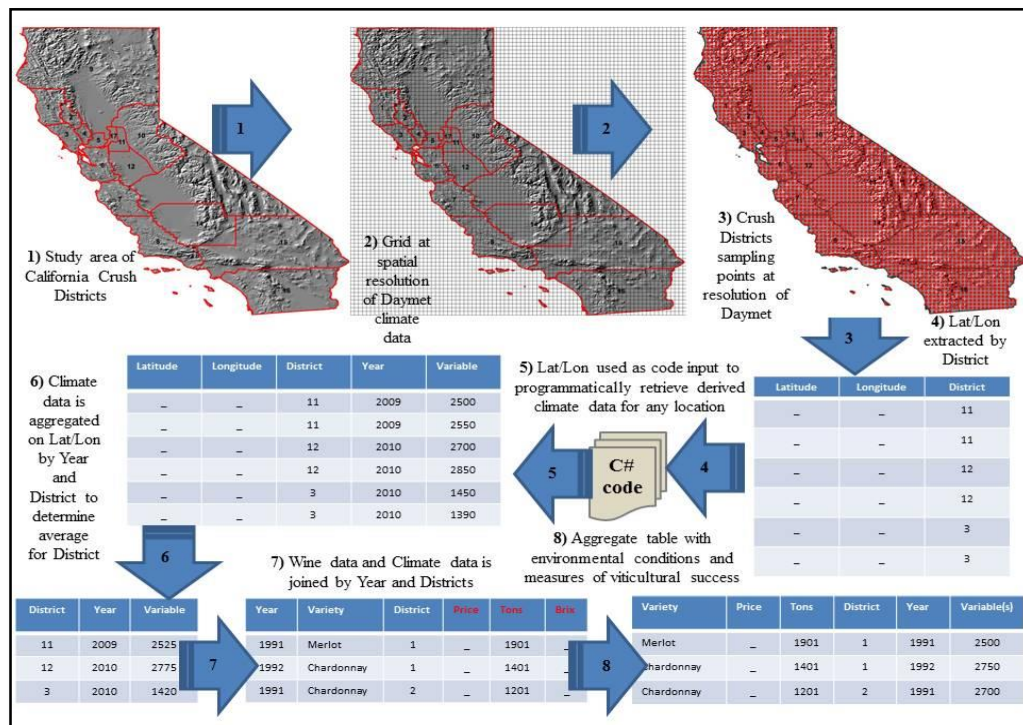 1
2
1) Study area of
California Crush
Districts
2) Grid at
spatial
resolution
of Daymet
climate
data
3) Crush
Districts
sampling
points at
resolution of
Daymet
3
4) Lat/Lon
extracted by
District
Latitude Longitude District
_ _ 11
_ _ 11
_ _ 12
_ _ 12
_ _ 3
_ _ 3
4
5) Lat/Lon used as code input to
programmatically retrieve derived
climate data for any location
C#
code
5
Latitude Longitude District Year Variable
_ _ 11 2009 2500
_ _ 11 2009 2550
_ _ 12 2010 2700
_ _ 12 2010 2850
_ _ 3 2010 1450
_ _ 3 2010 1390
6) Climate
data is
aggregated
on Lat/Lon
by Year
and
District to
determine
average
for District
6
District Year Variable
11 2009 2525
12 2010 2775
3 2010 1420
7
7) Wine data and Climate data is
joined by Year and Districts
Year Variety District Price Tons Brix
1991 Merlot 1 _ 1901 _
1992 Chardonnay 1 _ 1401
1991 Chardonnay 2 _ 1201 _
8
8) Aggregate table with
environmental conditions and
measures of viticultural success
Variety Price Tons District Year Variable(s)
Merlot _ 1901 1 1991 2500
Chardonnay _ 1401 1 1992 2750
Chardonnay _ 1201 2 1991 2700